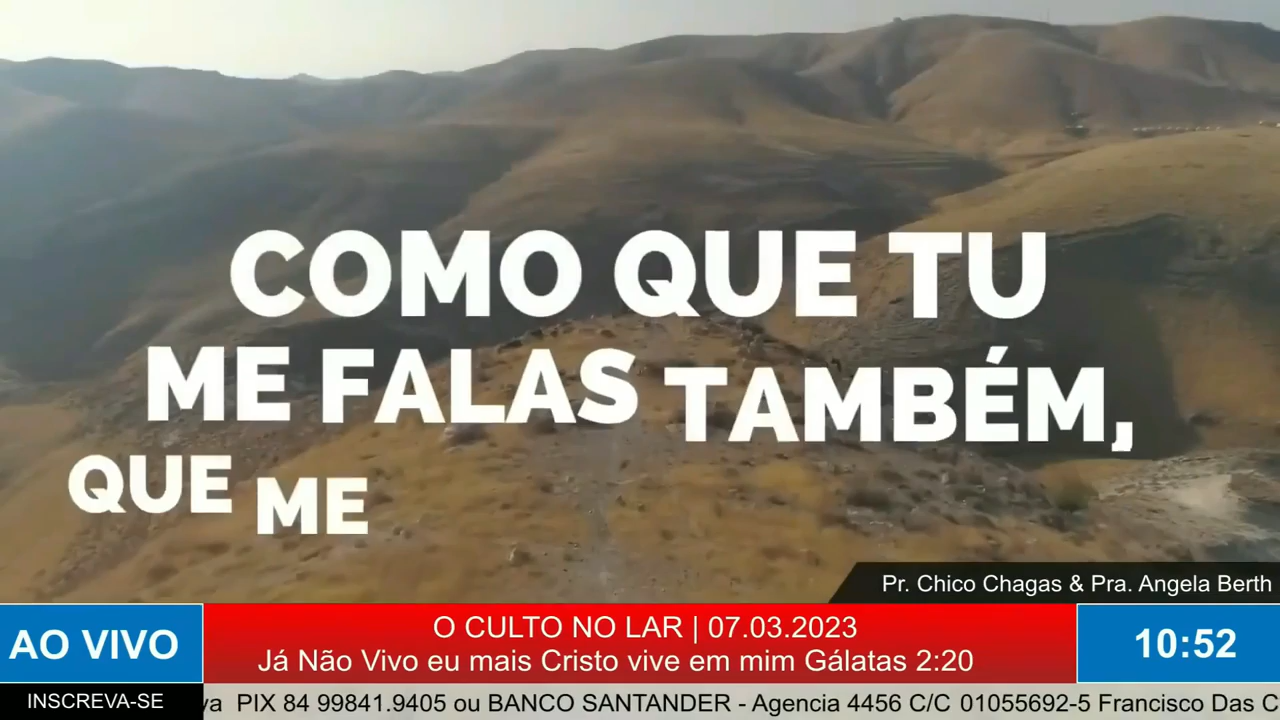 COMO QUE TU
ME FALAS TAMBÉM,
QUE ME
Pr. Chico Chagas & Pra. Angela Berth
AO VIVO
O CULTO NO LAR | 07.03.2023
Já Não Vivo eu mais Cristo vive em mim Gálatas 2:20
10:52
INSCREVA-SE
PIX 84 99841.9405 ou BANCO SANTANDER - Agencia 4456 C/C 01055692-5 Francisco Das